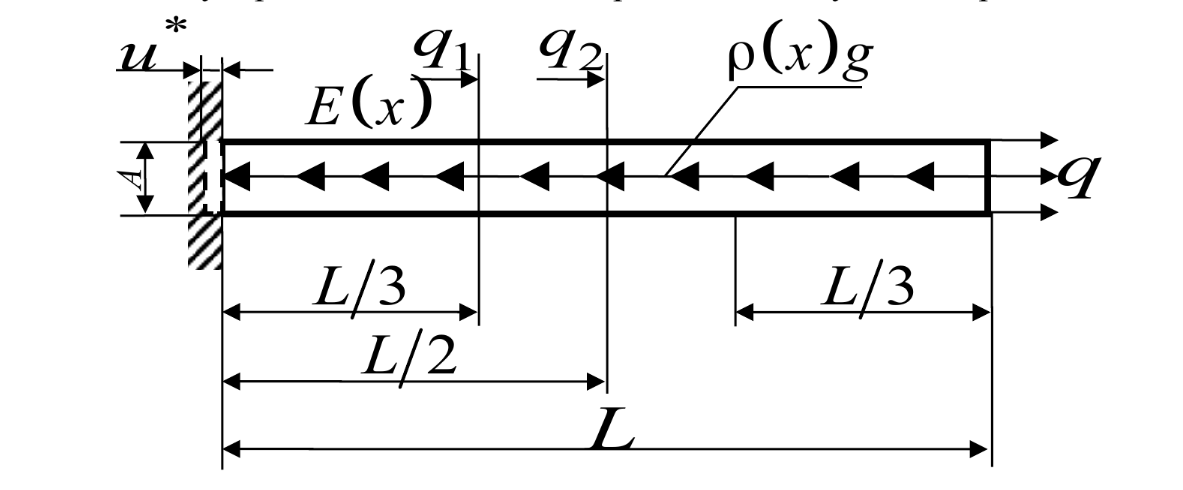 u*
q₁
q₂
ρ(x)g
E(x)
A
q
L/3
L/3
L/2
L